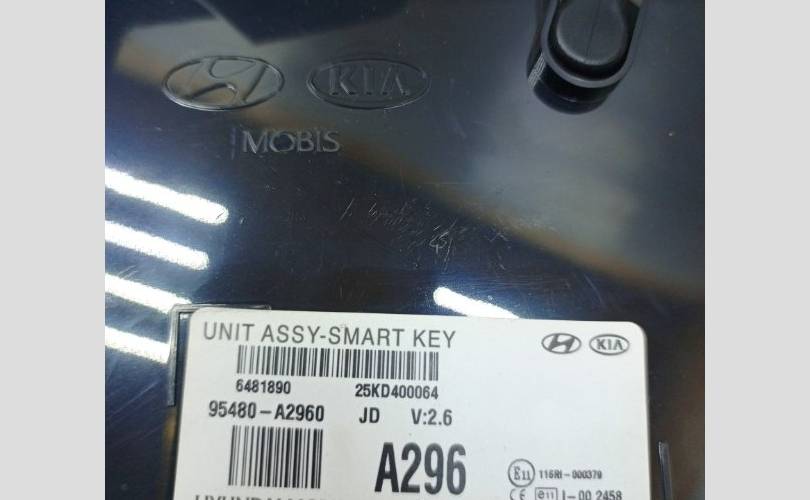 KIA
MOBIS
UNIT ASSY-SMART KEY
KIA
6481890 25KD400064
95480-A2960 JD V:2.6
A296
E11 116RI-000379
CE e11 I-00 2458